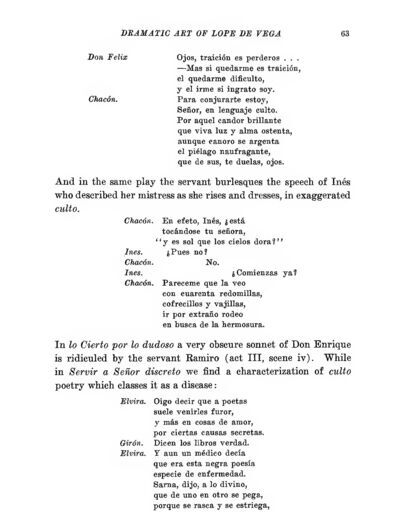 DRAMATIC ART OF LOPE DE VEGA 63
Don Felix Ojos, traición es perderos . . .
—Mas si quedarme es traición,
el quedarme dificulto,
y el irme si ingrato soy.
Chacón. Para conjurarte estoy,
Señor, en lenguaje culto.
Por aquel candor brillante
que viva luz y alma ostenta,
aunque canoro se argenta
el piélago naufragante,
que de sus, te duelas, ojos.
And in the same play the servant burlesques the speech of Inés
who described her mistress as she rises and dresses, in exaggerated
culto.
Chacón. En efeto, Inés, ¿está
tocándose tu señora,
"y es sol que los cielos dora?"
Ines. ¿Pues no?
Chacón. No.
Ines. ¿Comienzas ya?
Chacón. Pareceme que la veo
con cuarenta redomillas,
cofrecillos y vajillas,
ir por extraño rodeo
en busca de la hermosura.
In lo Cierto por lo dudoso a very obscure sonnet of Don Enrique
is ridiculed by the servant Ramiro (act III, scene iv). While
in Servir a Señor discreto we find a characterization of culto
poetry which classes it as a disease:
Elvira. Oigo decir que a poetas
suele venirles furor,
y más en cosas de amor,
por ciertas causas secretas.
Girón. Dicen los libros verdad.
Elvira. Y aun un médico decía
que era esta negra poesía
especie de enfermedad.
Sarna, dijo, a lo divino,
que de uno en otro se pega,
porque se rasca y se estriega,